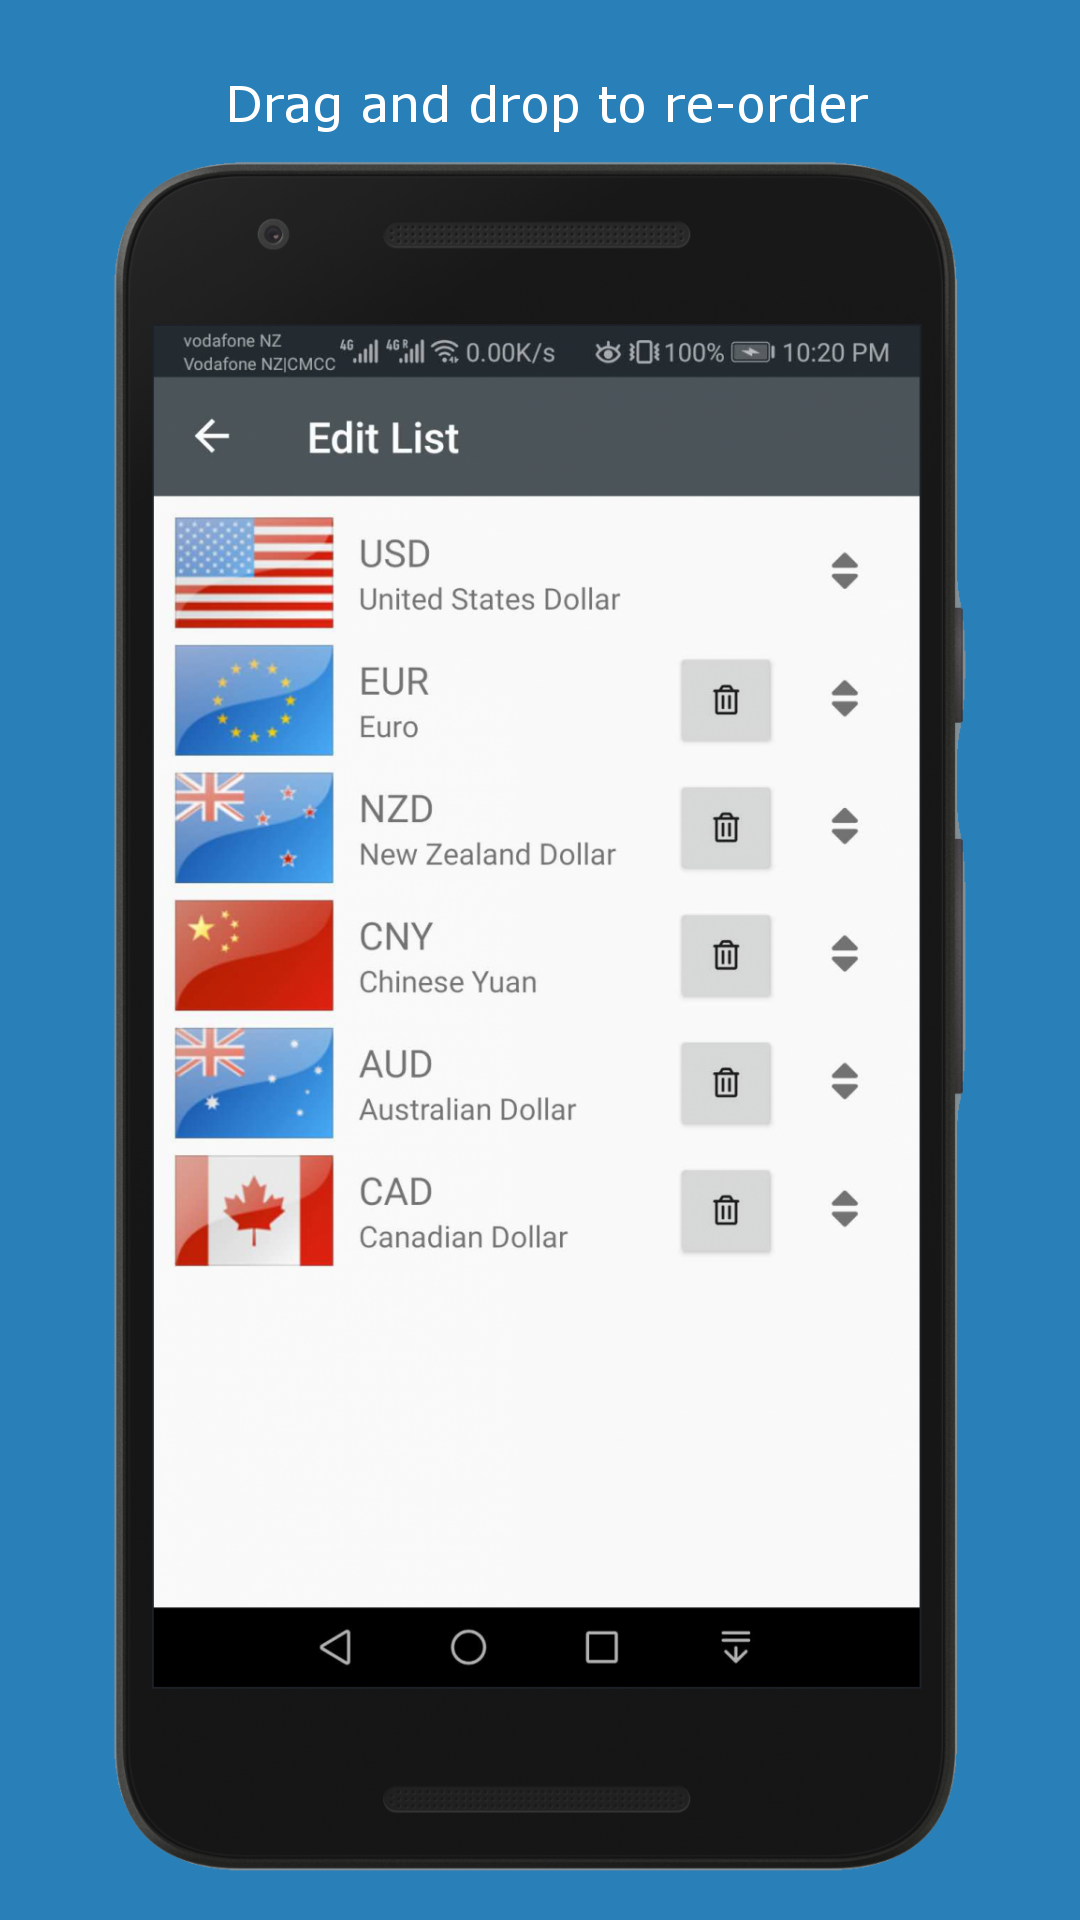 Drag and drop to re-order
vodafone NZ
Vodafone NZ|CMCC
4G 4G R 0.00K/s 100% 10:20 PM
Edit List
USD
United States Dollar
EUR
Euro
NZD
New Zealand Dollar
CNY
Chinese Yuan
AUD
Australian Dollar
CAD
Canadian Dollar